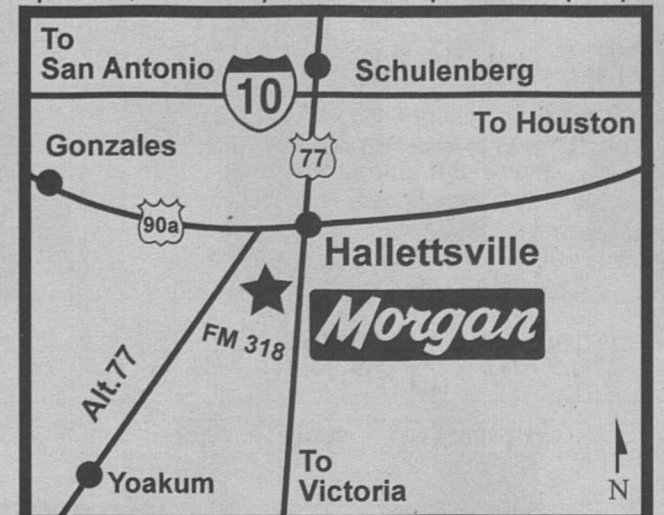 To
San Antonio
10
Schulenberg
To Houston
Gonzales
77
90a
Hallettsville
Morgan
FM 318
Alt.77
Yoakum
To
Victoria
N